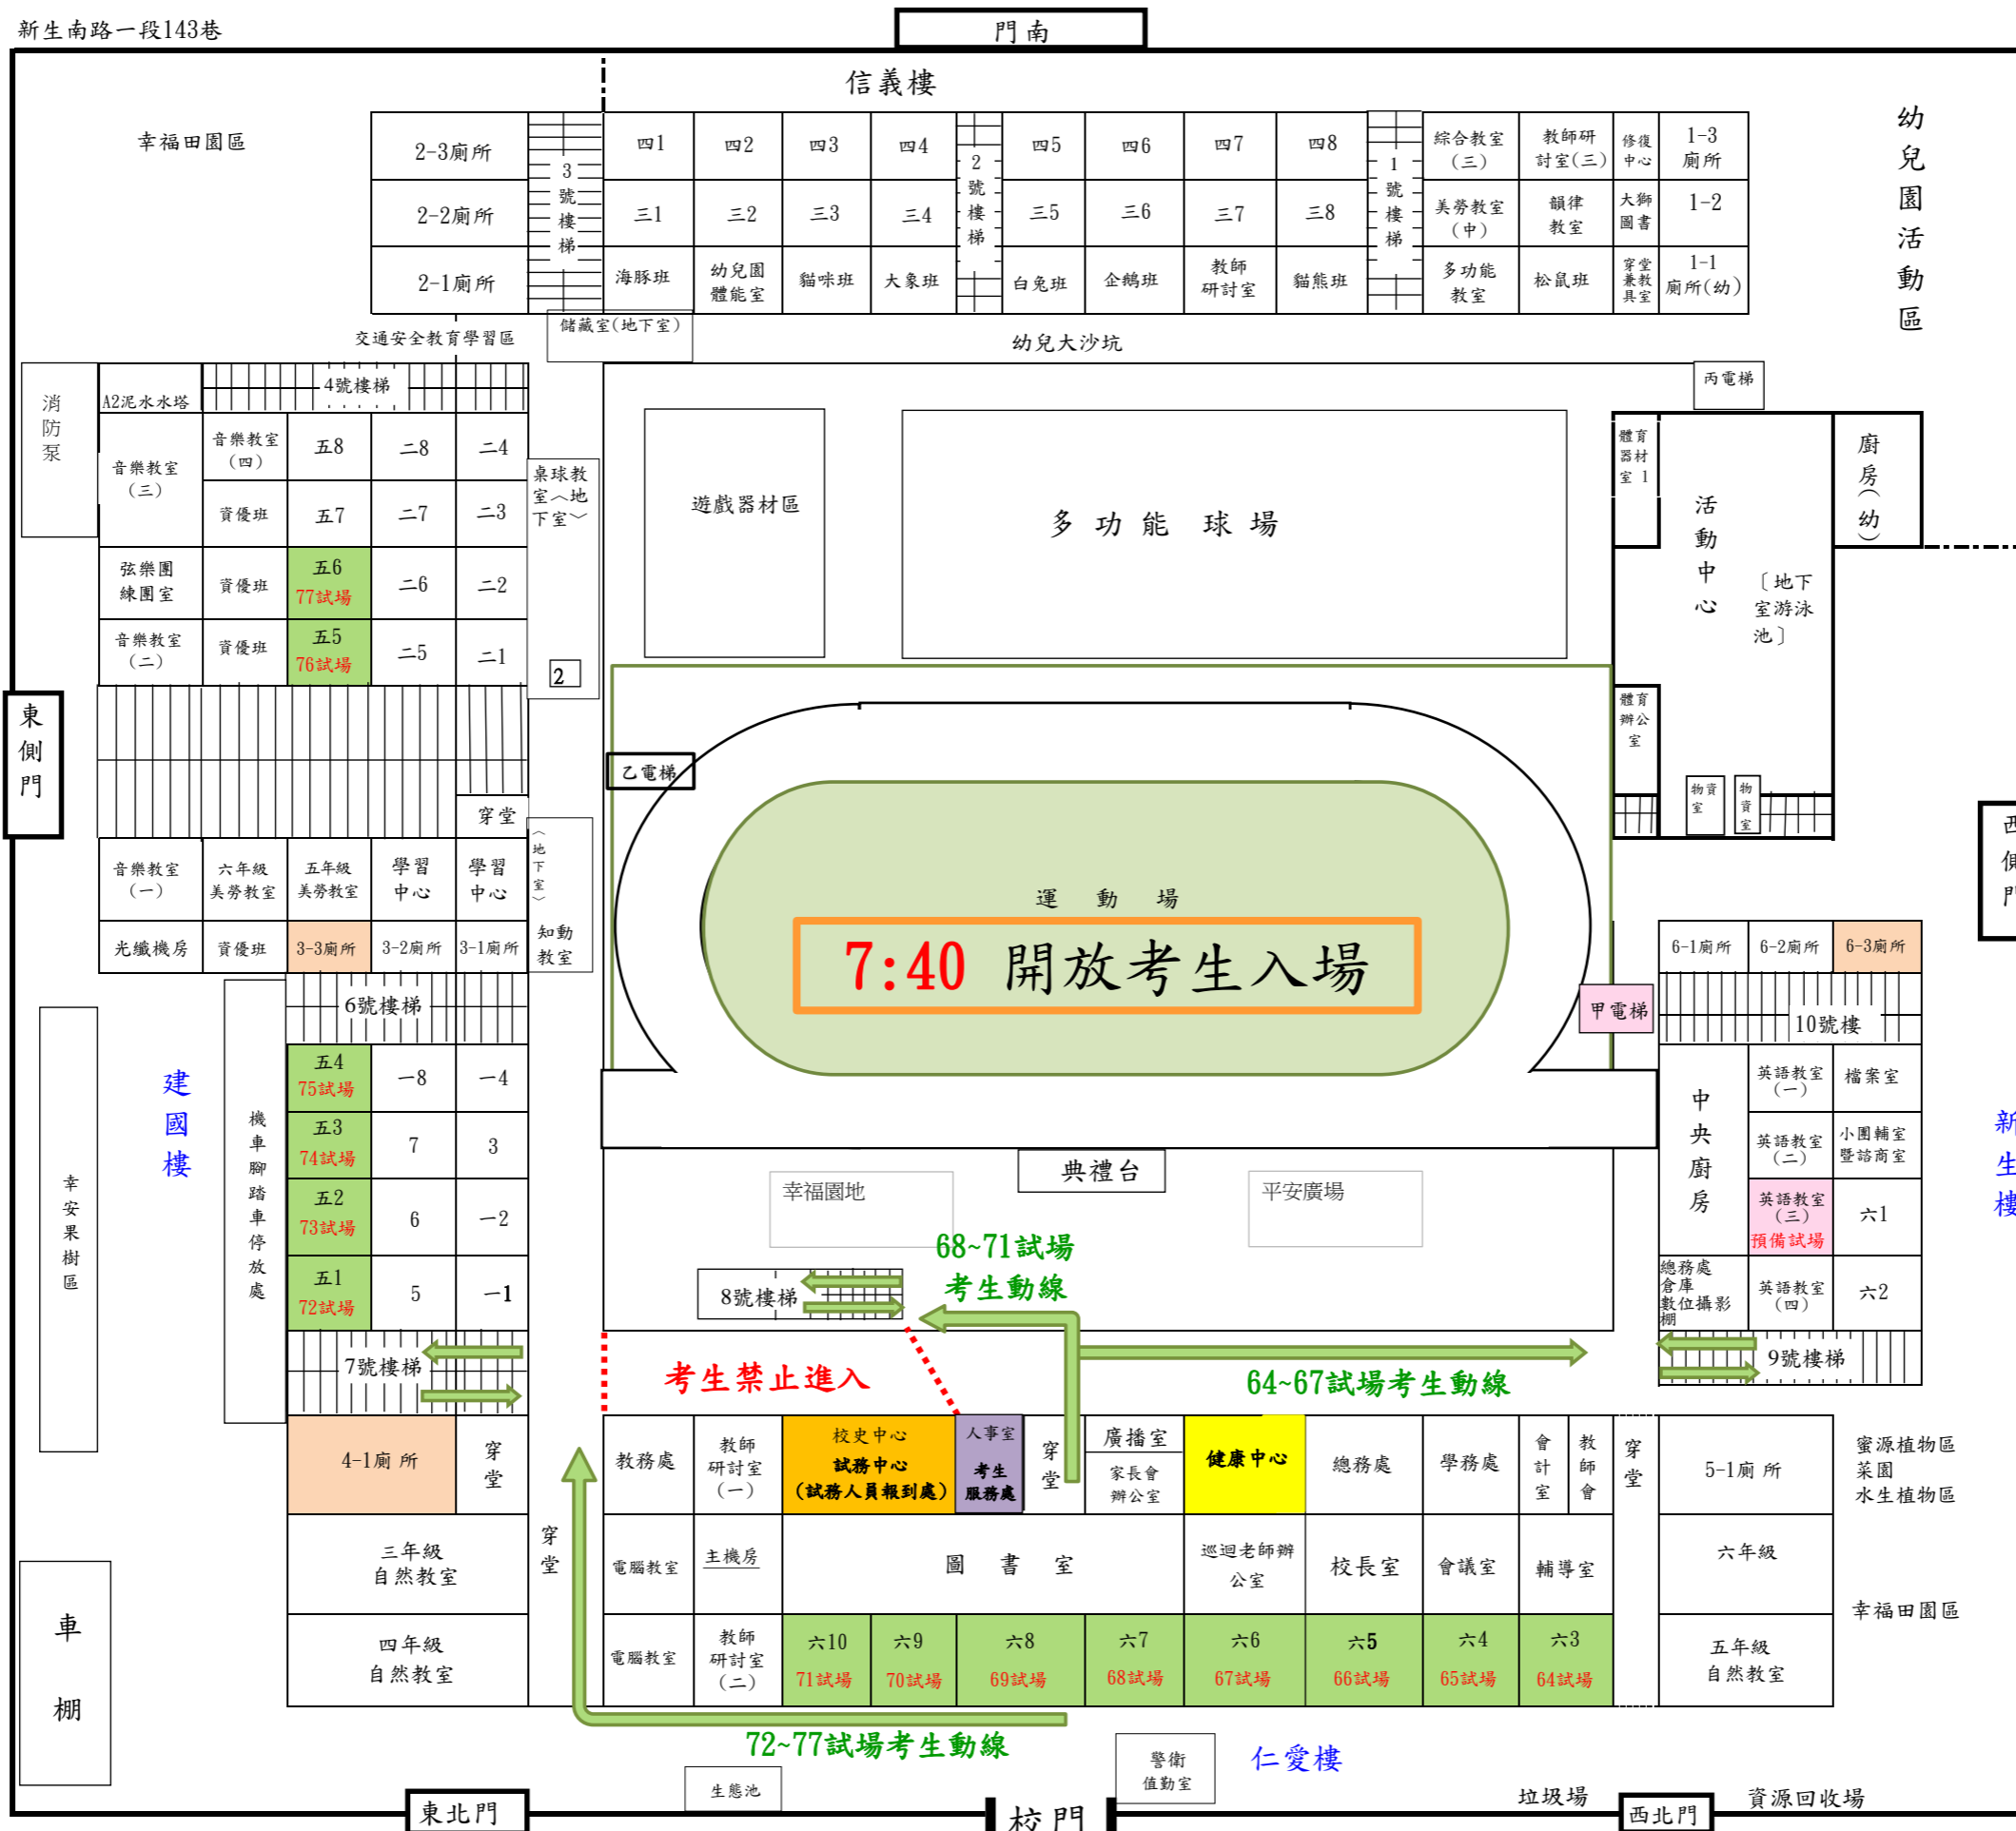 新生南路一段143巷
門南
信義樓
幸福田園區
2-3廁所
2-2廁所
2-1廁所
3
號
樓
梯
四1
四2
四3
四4
三1
三2
三3
三4
海豚班
幼兒園
體能室
貓咪班
大象班
2
號
樓
梯
四5
四6
四7
四8
三5
三6
三7
三8
白兔班
企鵝班
教師
研討室
貓熊班
1
號
樓
梯
綜合教室
(三)
教師研
討室(三)
修復
中心
1-3
廁所
美勞教室
(中)
韻律
教室
大獅
圖書
1-2
多功能
教室
松鼠班
穿堂
兼教
具室
1-1
廁所(幼)
幼
兒
園
活
動
區
交通安全教育學習區
儲藏室(地下室)
幼兒大沙坑
丙電梯
消
防
泵
A2泥水水塔
4號樓梯
音樂教室
(三)
音樂教室
(四)
五8
二8
二4
資優班
五7
二7
二3
弦樂團
練團室
資優班
五6
77試場
二6
二2
音樂教室
(二)
資優班
五5
76試場
二5
二1
桌球教
室〈地
下室〉
2
遊戲器材區
多功能 球場
體育
器材
室 1
活
動
中
心
〔地下
室游泳
池〕
廚
房
(
幼
)
體育
辦公
室
物資
室
物
資
室
東
側
門
乙電梯
穿堂
音樂教室
(一)
六年級
美勞教室
五年級
美勞教室
學習
中心
學習
中心
〈
地
下
室
〉
知動
教室
光纖機房
資優班
3-3廁所
3-2廁所
3-1廁所
運 動 場
7:40 開放考生入場
西
側
門
6-1廁所
6-2廁所
6-3廁所
甲電梯
10號樓
6號樓梯
建
國
樓
機
車
腳
踏
車
停
放
處
幸
安
果
樹
區
五4
75試場
一8
一4
五3
74試場
7
3
五2
73試場
6
一2
五1
72試場
5
一1
中
央
廚
房
英語教室
(一)
檔案室
英語教室
(二)
小團輔室
暨諮商室
英語教室
(三)
預備試場
六1
總務處
倉庫
數位攝影
棚
英語教室
(四)
六2
新
生
樓
典禮台
幸福園地
平安廣場
68~71試場
考生動線
8號樓梯
7號樓梯
考生禁止進入
64~67試場考生動線
9號樓梯
4-1廁 所
穿
堂
教務處
教師
研討室
(一)
校史中心
試務中心
(試務人員報到處)
人事室
考生
服務處
穿
堂
廣播室
家長會
辦公室
健康中心
總務處
學務處
會
計
室
教
師
會
穿
堂
5-1廁 所
蜜源植物區
菜園
水生植物區
三年級
自然教室
穿
堂
電腦教室
主機房
圖 書 室
巡迴老師辦
公室
校長室
會議室
輔導室
六年級
幸福田園區
四年級
自然教室
電腦教室
教師
研討室
(二)
六10
71試場
六9
70試場
六8
69試場
六7
68試場
六6
67試場
六5
66試場
六4
65試場
六3
64試場
五年級
自然教室
車
棚
72~77試場考生動線
生態池
警衛
值勤室
仁愛樓
垃圾場
資源回收場
東北門
校門
西北門